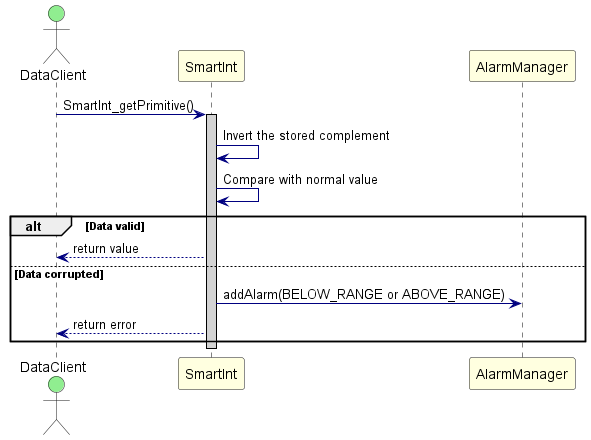 DataClient
SmartInt
AlarmManager
SmartInt_getPrimitive()
Invert the stored complement
Compare with normal value
alt [Data valid]
return value
[Data corrupted]
addAlarm(BELOW_RANGE or ABOVE_RANGE)
return error
DataClient
SmartInt
AlarmManager